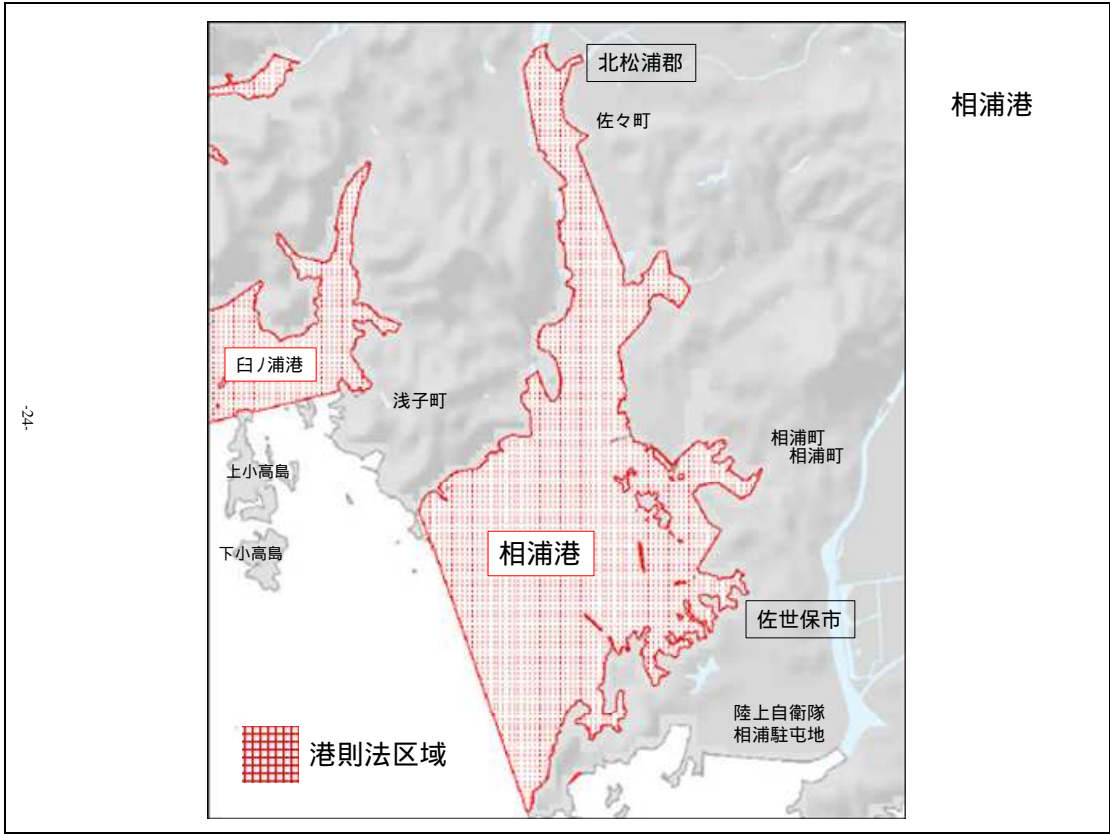 相浦港
北松浦郡
佐々町
臼ノ浦港
浅子町
相浦町
相浦町
上小高島
下小高島
相浦港
佐世保市
陸上自衛隊
相浦駐屯地
港則法区域
-24-